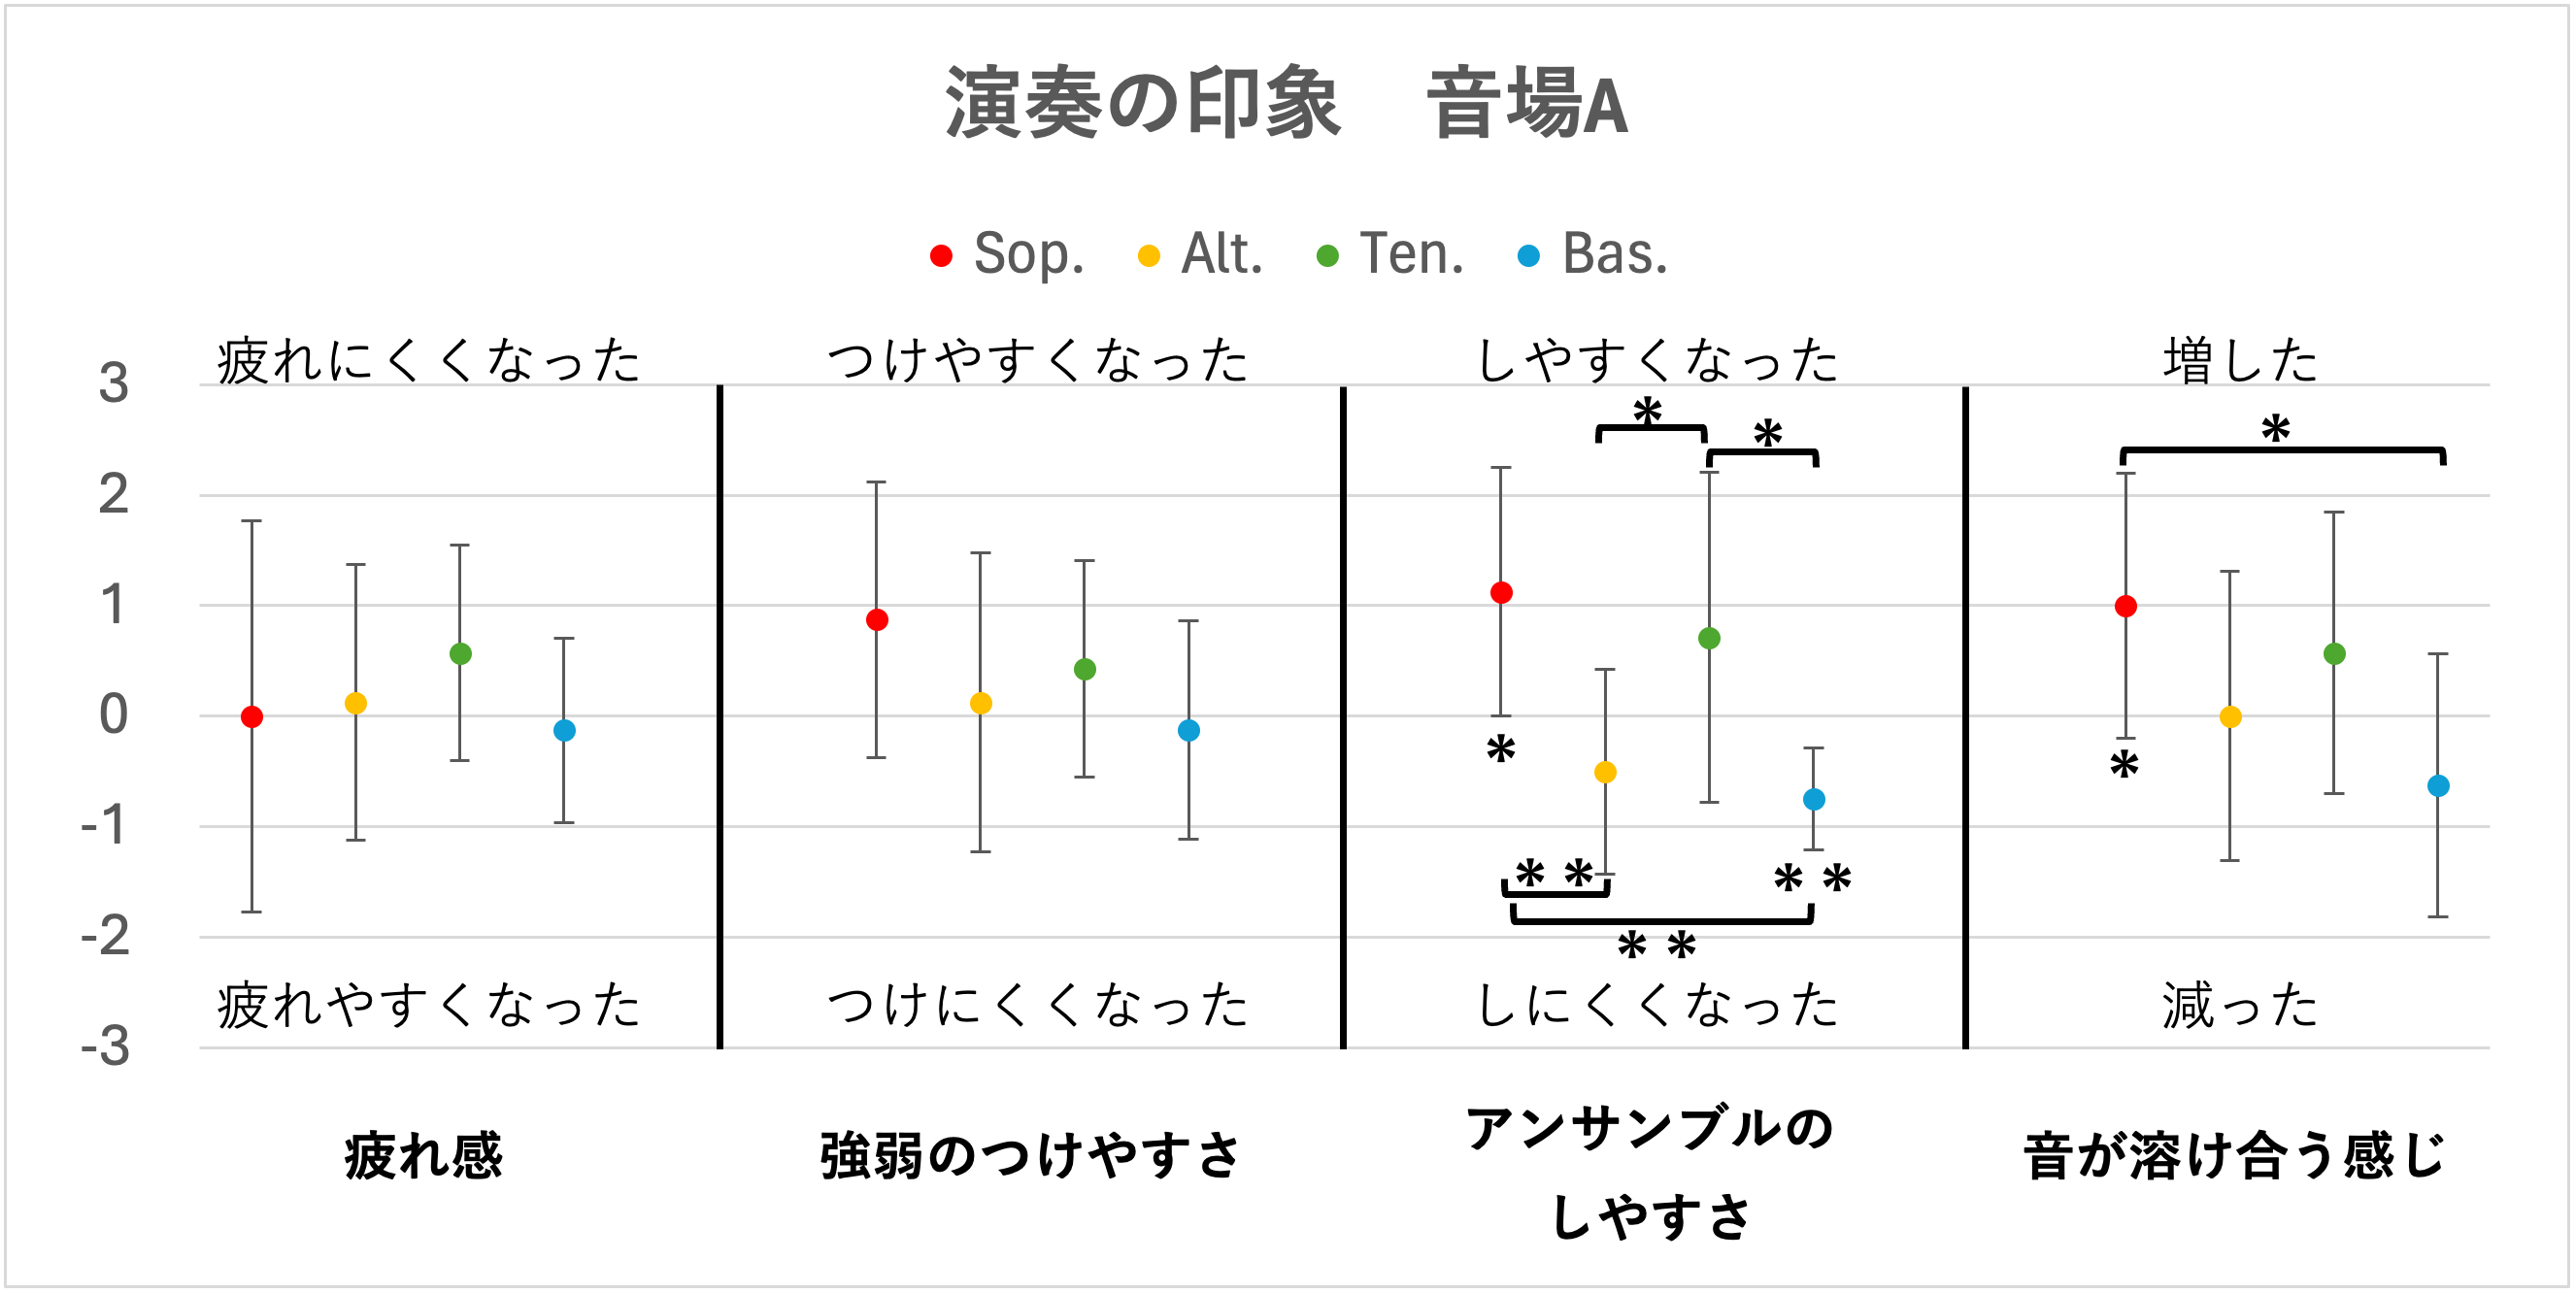 演奏の印象　音場A
Sop. Alt. Ten. Bas.
疲れにくくなった つけやすくなった しやすくなった 増した
3
* * *
2
1
0
* *
-1
* * * *
-2
* *
疲れやすくなった つけにくくなった しにくくなった 減った
-3
疲れ感 強弱のつけやすさ アンサンブルの
しやすさ 音が溶け合う感じ